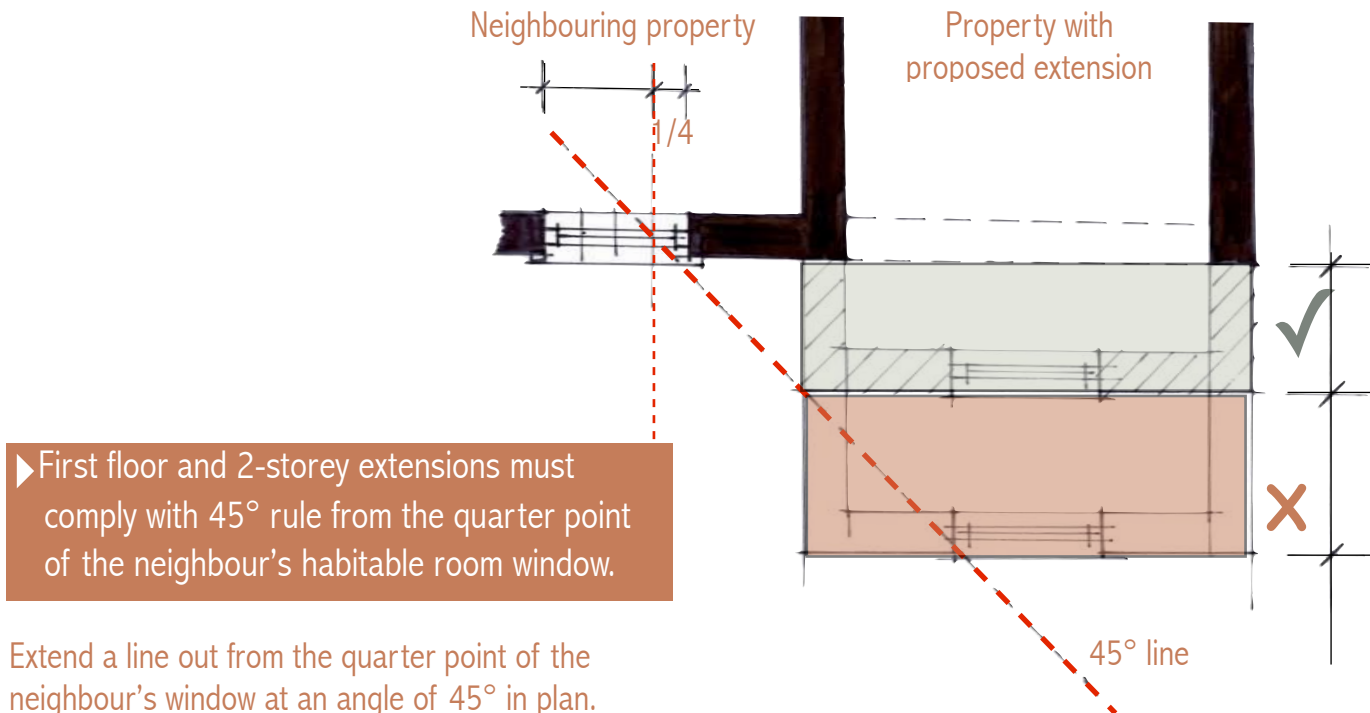 Neighbouring property
Property with
proposed extension
1/4
First floor and 2-storey extensions must
comply with 45° rule from the quarter point
of the neighbour's habitable room window.
45° line
Extend a line out from the quarter point of the
neighbour's window at an angle of 45° in plan.